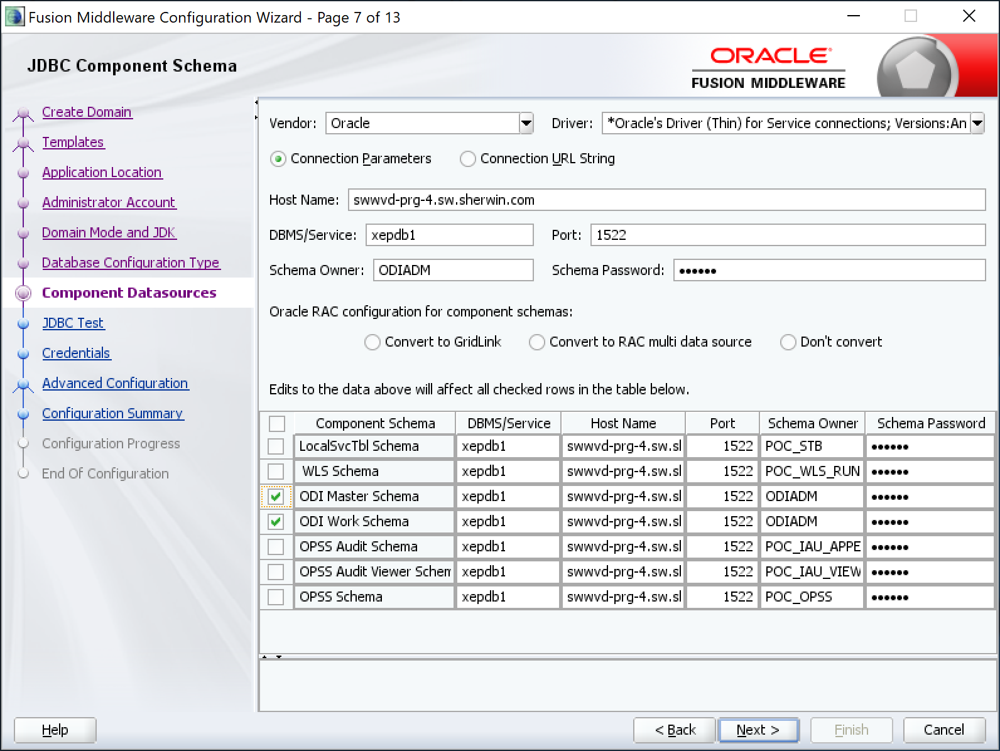 Fusion Middleware Configuration Wizard - Page 7 of 13
JDBC Component Schema
ORACLE
FUSION MIDDLEWARE
Create Domain
Templates
Application Location
Administrator Account
Domain Mode and JDK
Database Configuration Type
Component Datasources
JDBC Test
Credentials
Advanced Configuration
Configuration Summary
Configuration Progress
End Of Configuration
Vendor: Oracle Driver: *Oracle's Driver (Thin) for Service connections; Versions:An
Connection Parameters Connection URL String
Host Name: swwvd-prg-4.sw.sherwin.com
DBMS/Service: xepdb1 Port: 1522
Schema Owner: ODIADM Schema Password: ••••••
Oracle RAC configuration for component schemas:
Convert to GridLink Convert to RAC multi data source Don't convert
Edits to the data above will affect all checked rows in the table below.
Component Schema DBMS/Service Host Name Port Schema Owner Schema Password
LocalSvcTbl Schema xepdb1 swwvd-prg-4.sw.sl 1522 POC_STB ••••••
WLS Schema xepdb1 swwvd-prg-4.sw.sl 1522 POC_WLS_RUN ••••••
ODI Master Schema xepdb1 swwvd-prg-4.sw.sl 1522 ODIADM ••••••
ODI Work Schema xepdb1 swwvd-prg-4.sw.sl 1522 ODIADM ••••••
OPSS Audit Schema xepdb1 swwvd-prg-4.sw.sl 1522 POC_IAU_APPE ••••••
OPSS Audit Viewer Schem xepdb1 swwvd-prg-4.sw.sl 1522 POC_IAU_VIEW ••••••
OPSS Schema xepdb1 swwvd-prg-4.sw.sl 1522 POC_OPSS ••••••
Help < Back Next > Finish Cancel